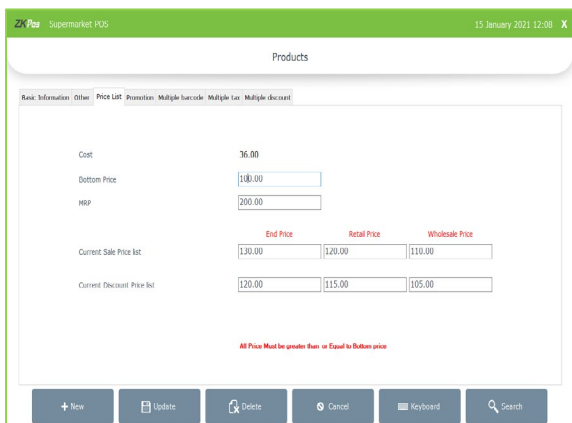 ZKPos Supermarket POS 15 January 2021 12:08 X
Products
Basic Information Other Price List Promotion Multiple barcode Multiple tax Multiple discount
Cost 36.00
Bottom Price 100.00
MRP 200.00
End Price Retail Price Wholesale Price
Current Sale Price list 130.00 120.00 110.00
Current Discount Price list 120.00 115.00 105.00
All Price Must be greater than or Equal to Bottom price
+ New Update Delete Cancel Keyboard Search